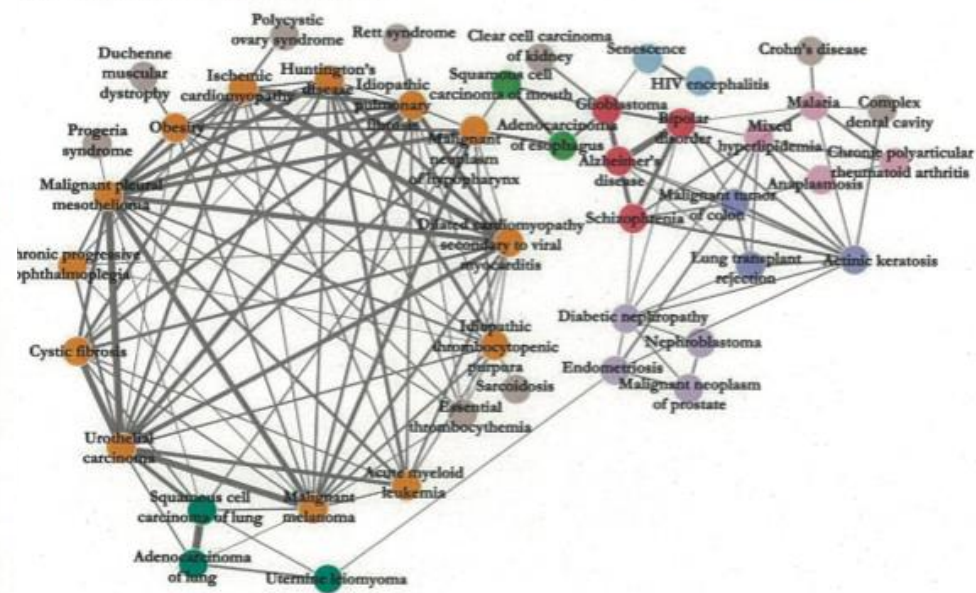 Polycystic
ovary syndrome
Rett syndrome
Clear cell carcinoma
of kidney
Senescence
Crohn's disease
Duchenne
muscular
dystrophy
Ischemic
cardiomyopathy
Huntington's
disease
Idiopathic
pulmonary
fibrosis
Squamous cell
carcinoma of mouth
HIV encephalitis
Glioblastoma
Bipolar
disorder
Malaria
Complex
dental cavity
Progeria
syndrome
Obesity
Malignant
neoplasm
of hypopharynx
Adenocarcinoma
of esophagus
Alzheimer's
disease
Mixed
hyperlipidemia
Chronic polyarticular
rheumatoid arthritis
Anaplasmosis
Malignant pleural
mesothelioma
Malignant tumor
of colon
Schizophrenia
Dilated cardiomyopathy
secondary to viral
myocarditis
hronic progressive
ophthalmoplegia
Lung transplant
rejection
Actinic keratosis
Diabetic nephropathy
Cystic fibrosis
Idiopathic
thrombocytopenic
purpura
Nephroblastoma
Endometriosis
Sarcoidosis
Malignant neoplasm
of prostate
Essential
thrombocythemia
Urothelial
carcinoma
Acute myeloid
leukemia
Squamous cell
carcinoma of lung
Malignant
melanoma
Adenocarcinoma
of lung
Uternine leiomyoma